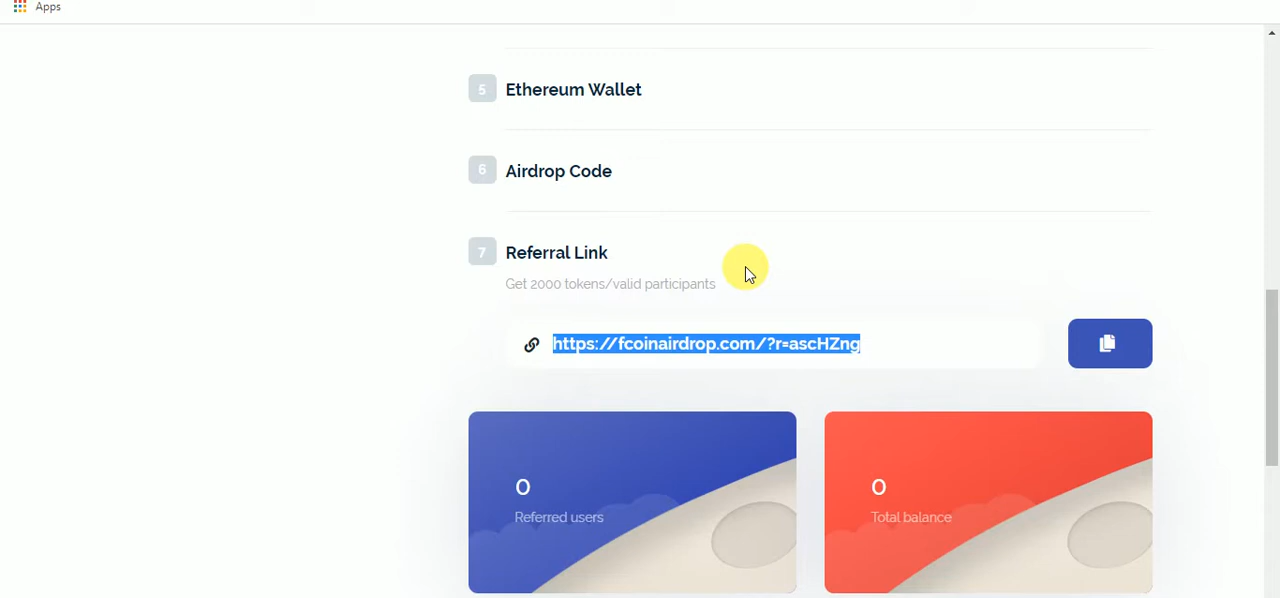 Apps
5 Ethereum Wallet
6 Airdrop Code
7 Referral Link
Get 2000 tokens/valid participants
https://fcoinairdrop.com/?r=ascHZng
0
Referred users
0
Total balance